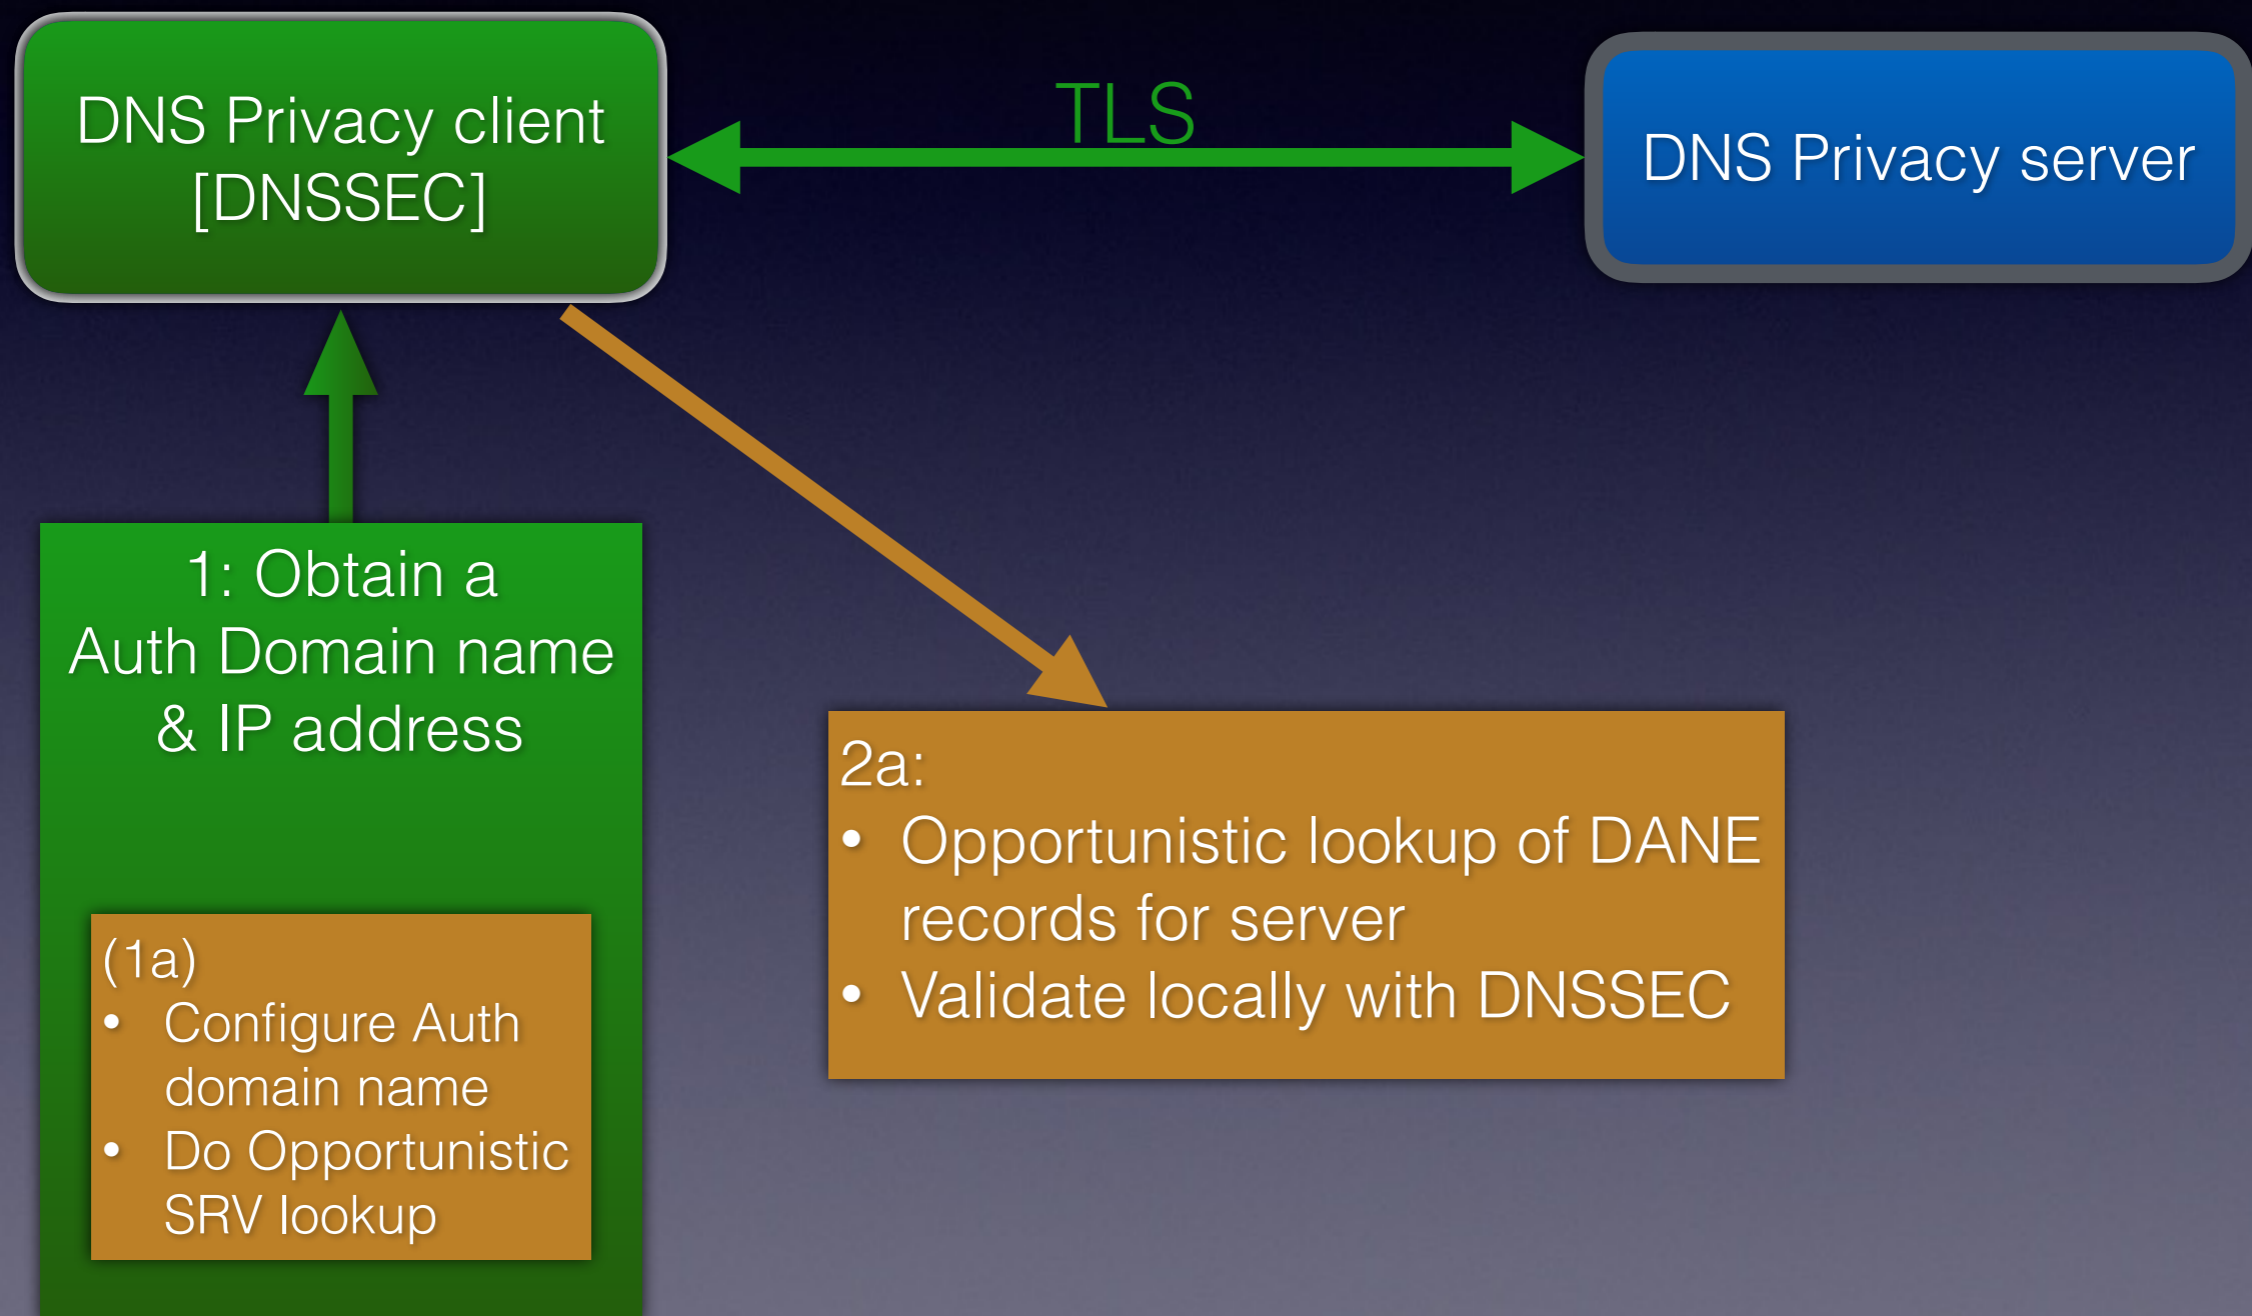 DNS Privacy client
[DNSSEC]
TLS
DNS Privacy server
1: Obtain a
Auth Domain name
& IP address
(1a)
• Configure Auth
domain name
• Do Opportunistic
SRV lookup
2a:
• Opportunistic lookup of DANE
records for server
• Validate locally with DNSSEC